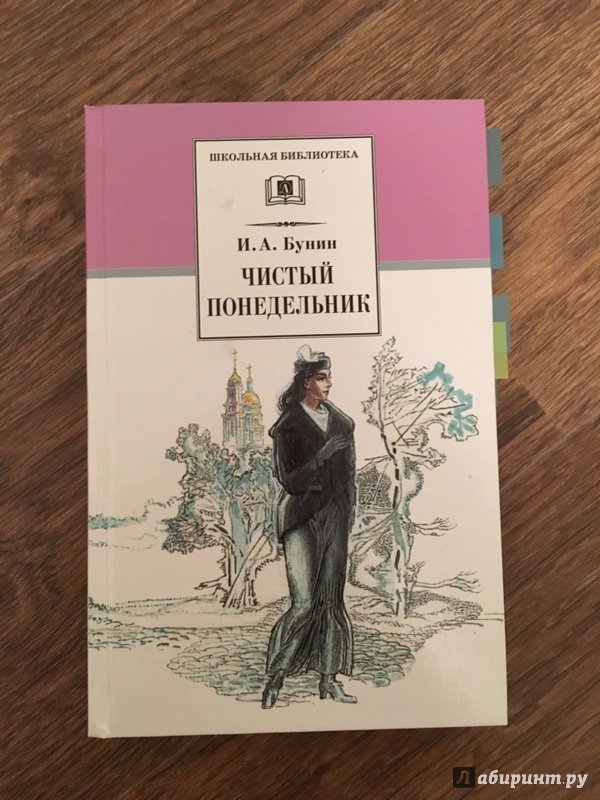 ШКОЛЬНАЯ БИБЛИОТЕКА
Л
И. А. Бунин
ЧИСТЫЙ
ПОНЕДЕЛЬНИК
Лабиринт.ру